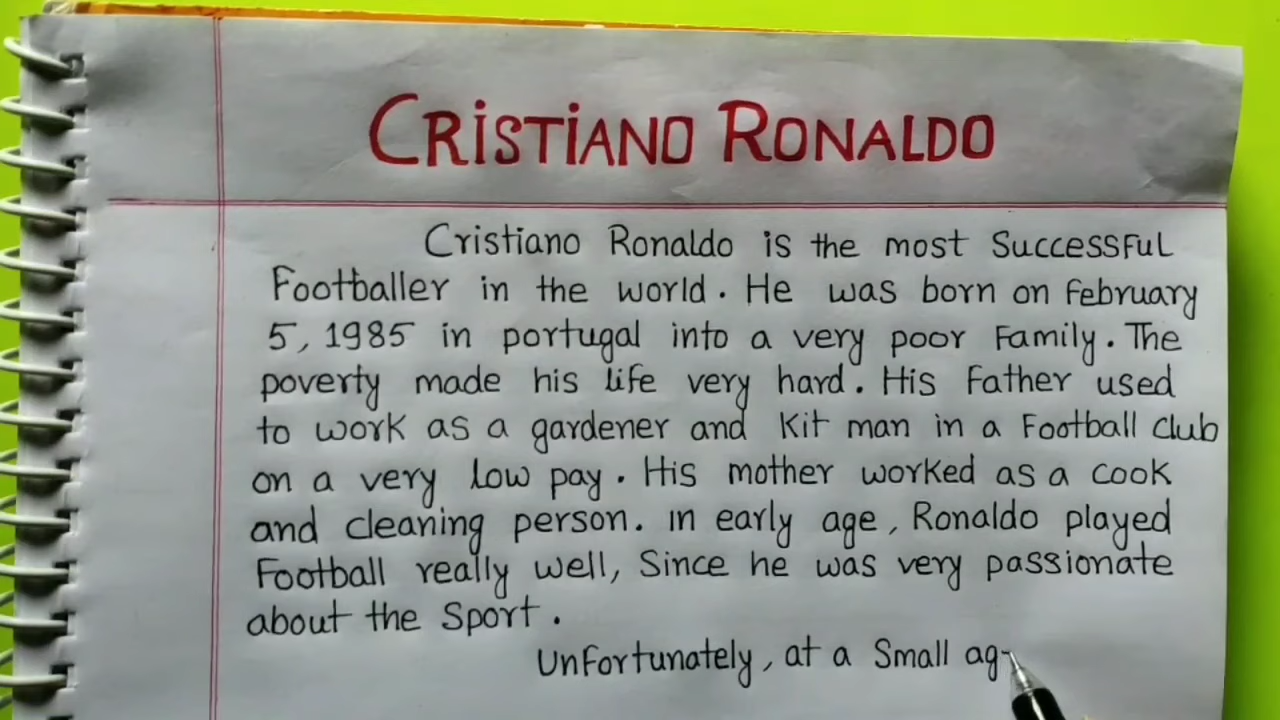 CRiSTiANO RONALDO
Cristiano Ronaldo is the most Successful
Footballer in the world. He was born on February
5, 1985 in portugal into a very poor Family. The
poverty made his life very hard. His Father used
to work as a gardener and Kit man in a Football club
on a very low pay. His mother worked as a cook
and cleaning person. in early age, Ronaldo played
Football really well, Since he was very passionate
about the Sport.
Unfortunately, at a Small ag